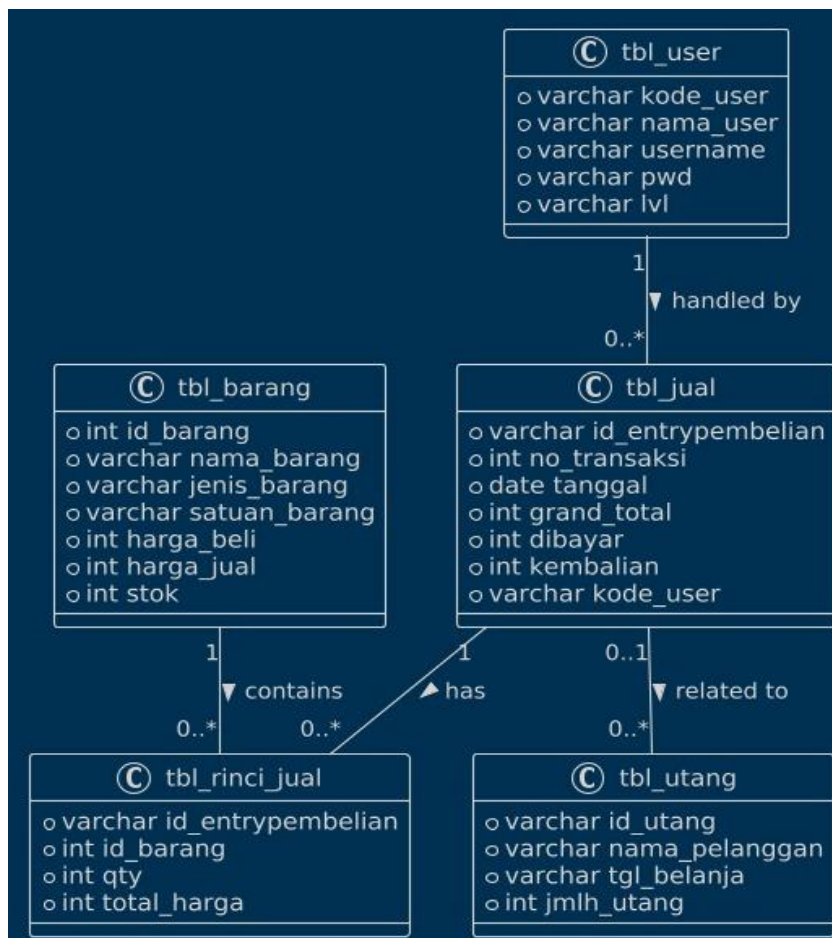 C tbl_user
varchar kode_user
varchar nama_user
varchar username
varchar pwd
varchar lvl
1
handled by
0..*
C tbl_barang
int id_barang
varchar nama_barang
varchar jenis_barang
varchar satuan_barang
int harga_beli
int harga_jual
int stok
C tbl_jual
varchar id_entrypembelian
int no_transaksi
date tanggal
int grand_total
int dibayar
int kembalian
varchar kode_user
1
contains
0..*
1
has
0..*
0..1
related to
0..*
C tbl_rinci_jual
varchar id_entrypembelian
int id_barang
int qty
int total_harga
C tbl_utang
varchar id_utang
varchar nama_pelanggan
varchar tgl_belanja
int jmlh_utang